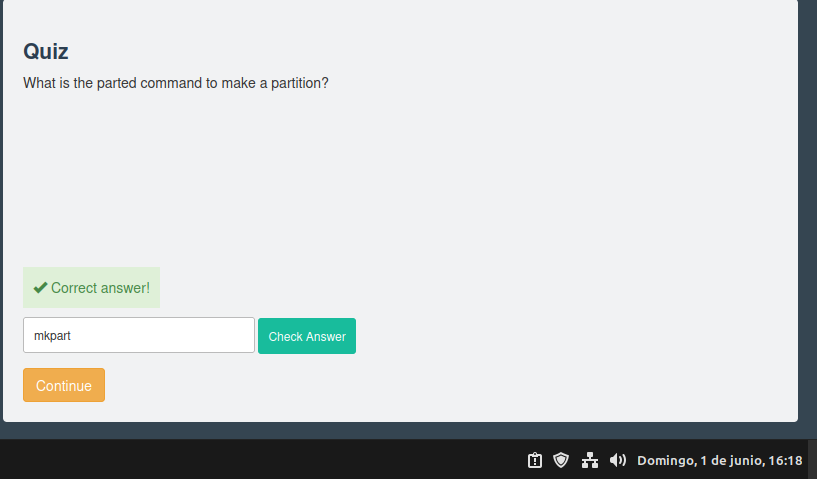 Quiz
What is the parted command to make a partition?
Correct answer!
mkpart Check Answer
Continue
Domingo, 1 de junio, 16:18